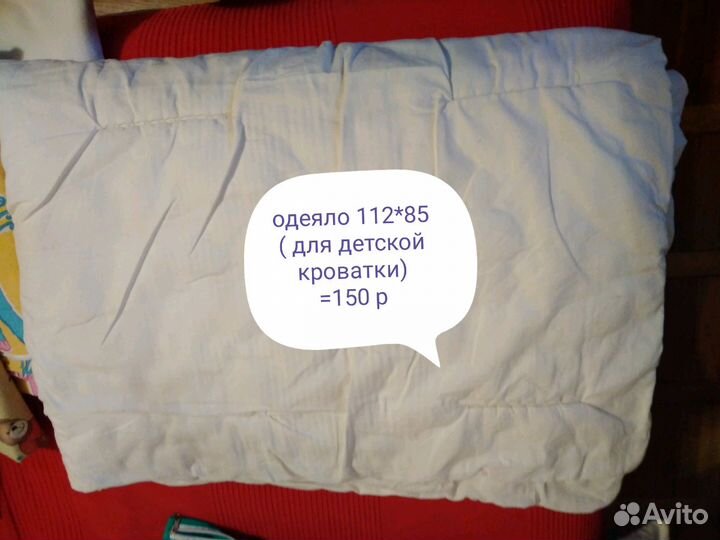 одеяло 112*85
( для детской
кроватки)
=150 р
Avito